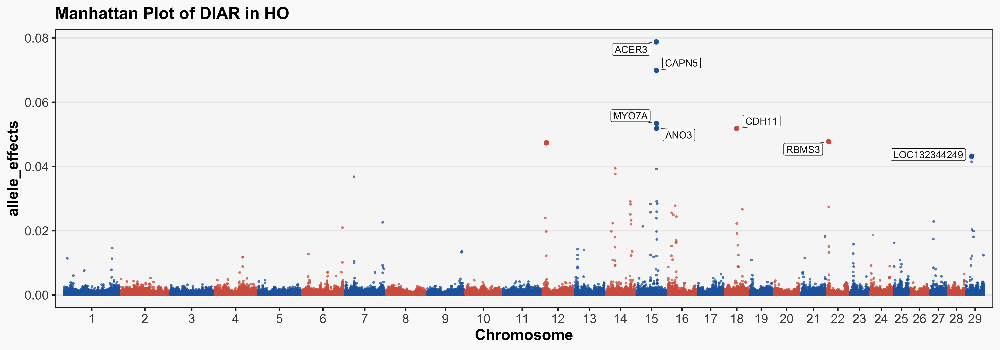 Manhattan Plot of DIAR in HO
allele_effects
0.08
0.06
0.04
0.02
0.00
ACER3
CAPN5
MYO7A
ANO3
CDH11
RBMS3
LOC132344249
1 2 3 4 5 6 7 8 9 10 11 12 13 14 15 16 17 18 19 20 21 22 23 24 25 26 27 28 29
Chromosome